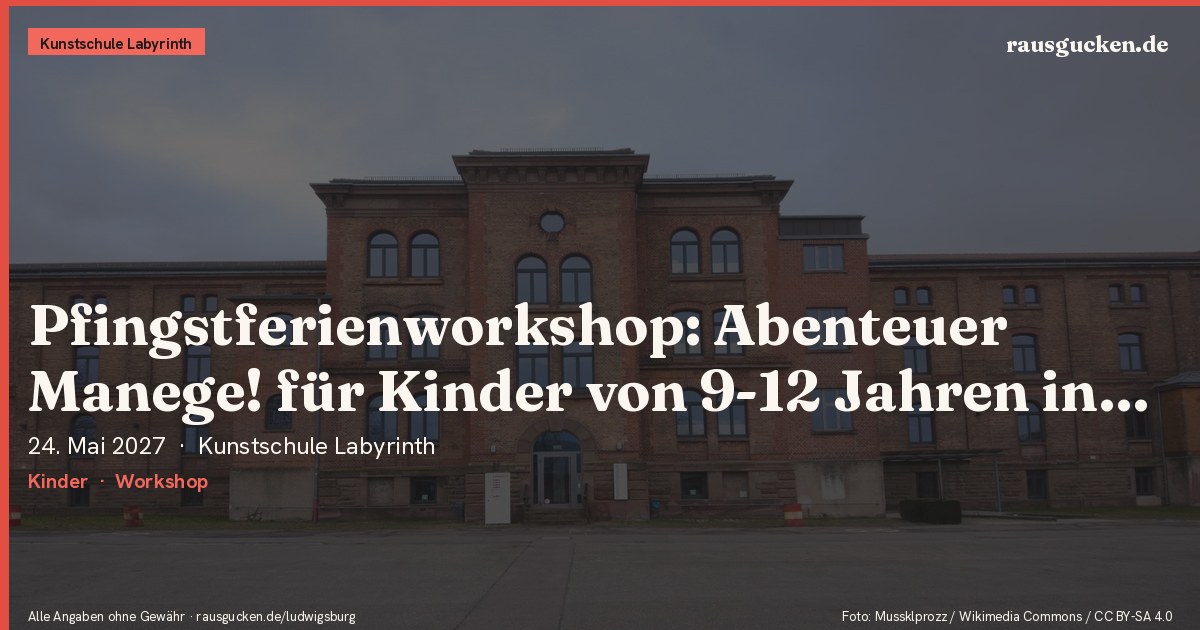 Kunstschule Labyrinth
rausgucken.de
Pfingstferienworkshop: Abenteuer
Manege! für Kinder von 9-12 Jahren in...
24. Mai 2027 · Kunstschule Labyrinth
Kinder · Workshop
Alle Angaben ohne Gewähr · rausgucken.de/ludwigsburg
Foto: Mussklprozz / Wikimedia Commons / CC BY-SA 4.0